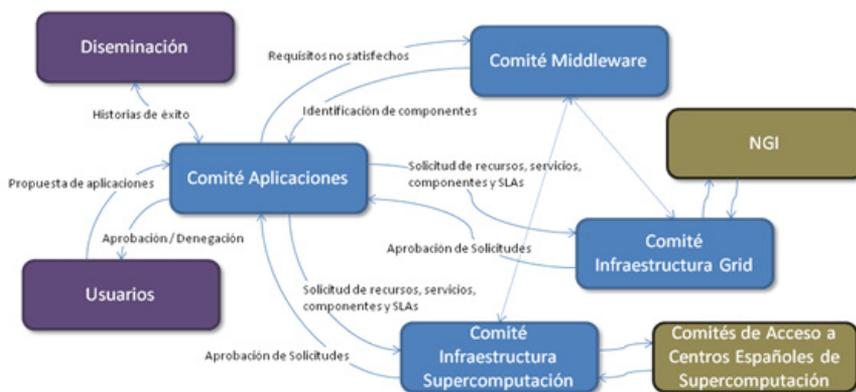 Diseminación
Requisitos no satisfechos
Comité Middleware
Historias de éxito
Identificación de componentes
NGI
Comité Aplicaciones
Solicitud de recursos, servicios,
componentes y SLAs
Propuesta de aplicaciones
Aprobación / Denegación
Aprobación de Solicitudes
Comité
Infraestructura Grid
Usuarios
Solicitud de recursos, servicios,
componentes y SLAs
Comité
Infraestructura
Supercomputación
Comités de Acceso a
Centros Españoles de
Supercomputación
Aprobación de Solicitudes